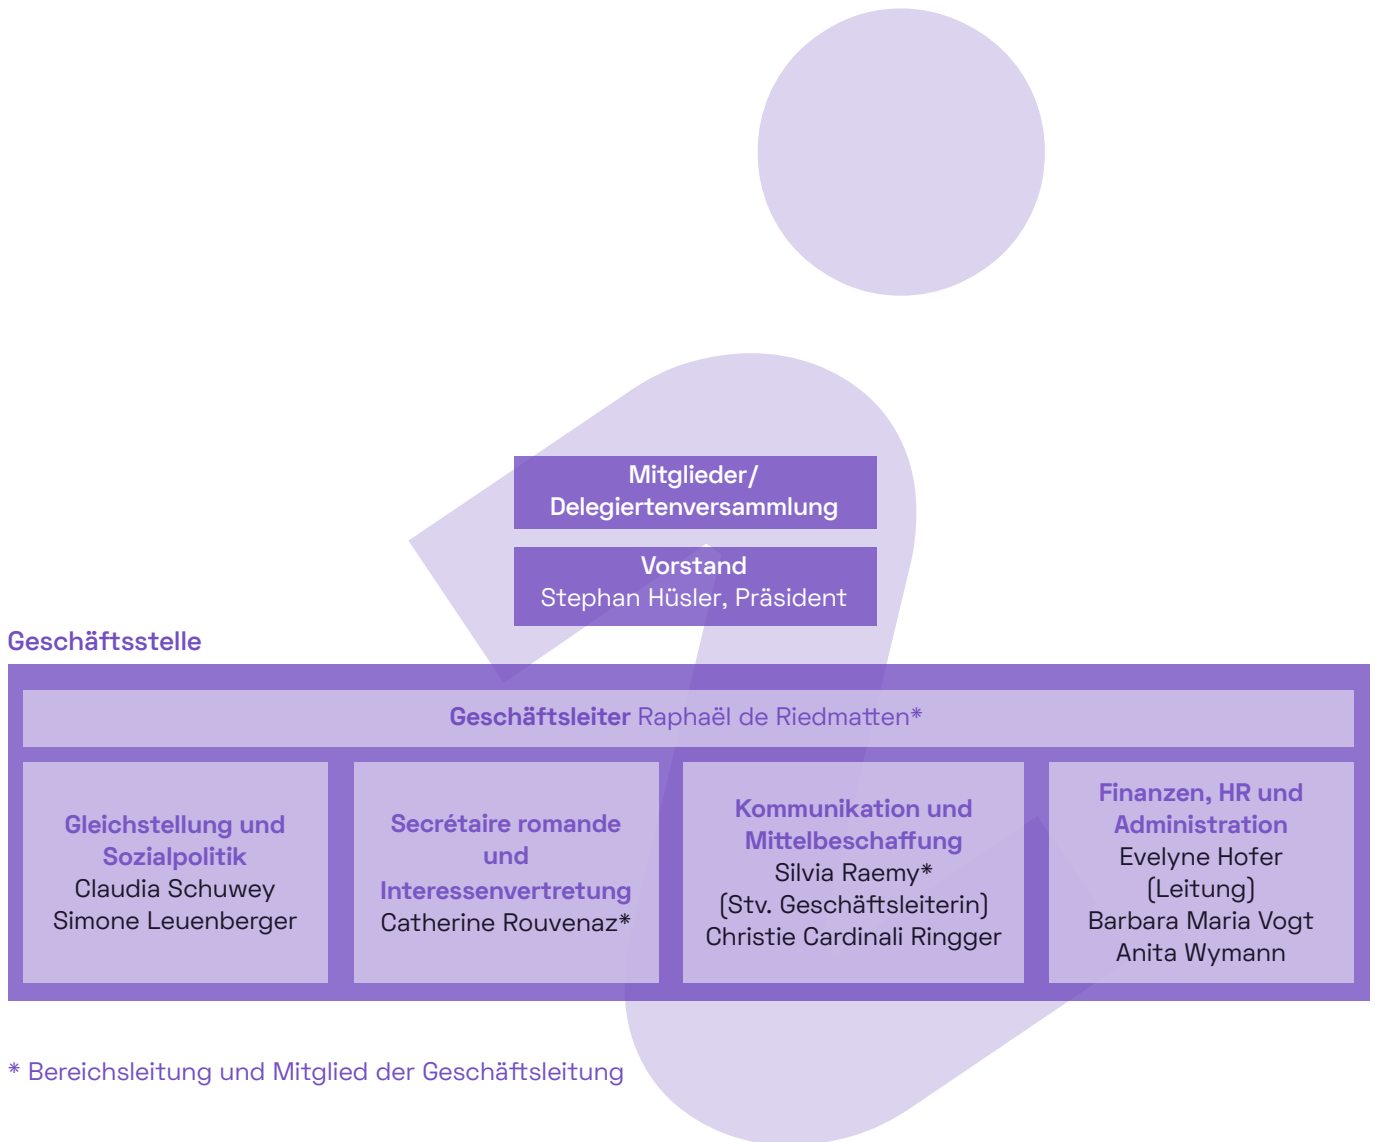 Mitglieder/
Delegiertenversammlung
Vorstand
Stephan Hüsler, Präsident
Geschäftsstelle
Geschäftsleiter Raphaël de Riedmatten*
Gleichstellung und
Sozialpolitik
Claudia Schuwey
Simone Leuenberger
Secrétaire romande
und
Interessenvertretung
Catherine Rouvenaz*
Kommunikation und
Mittelbeschaffung
Silvia Raemy*
(Stv. Geschäftsleiterin)
Christie Cardinali Ringger
Finanzen, HR und
Administration
Evelyne Hofer
(Leitung)
Barbara Maria Vogt
Anita Wymann
* Bereichsleitung und Mitglied der Geschäftsleitung